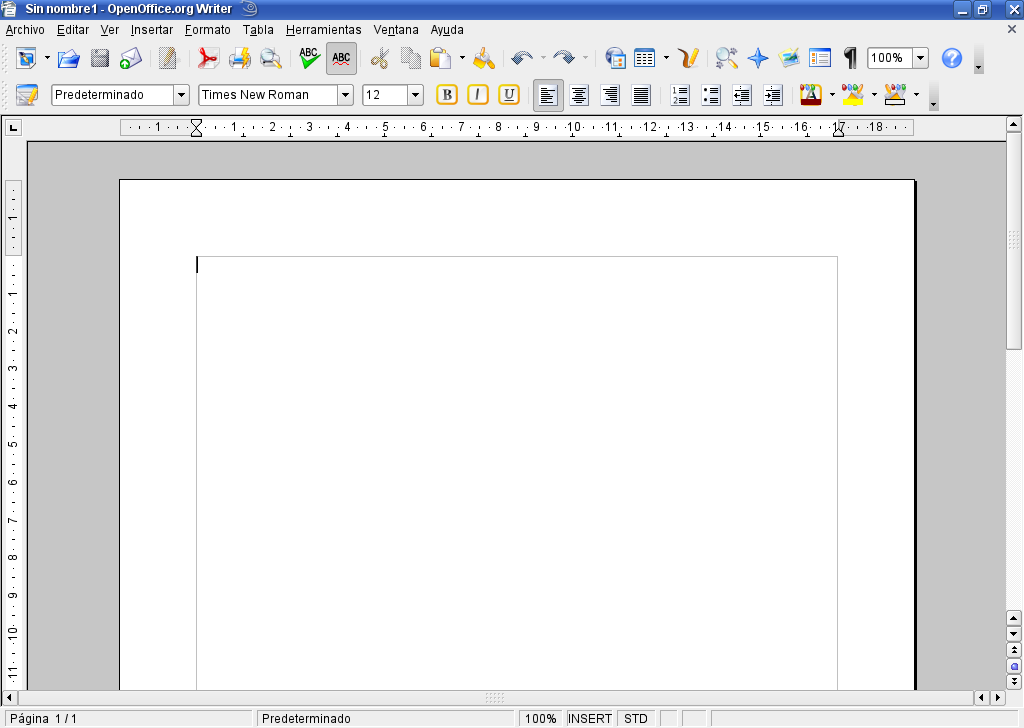 Sin nombre1 - OpenOffice.org Writer
Archivo Editar Ver Insertar Formato Tabla Herramientas Ventana Ayuda
ABC ABC 100%
Predeterminado Times New Roman 12 B I U A
1 1 2 3 4 5 6 7 8 9 10 11 12 13 14 15 16 17 18
1
1
2
3
4
5
6
7
8
9
10
11
Página 1 / 1 Predeterminado 100% INSERT STD